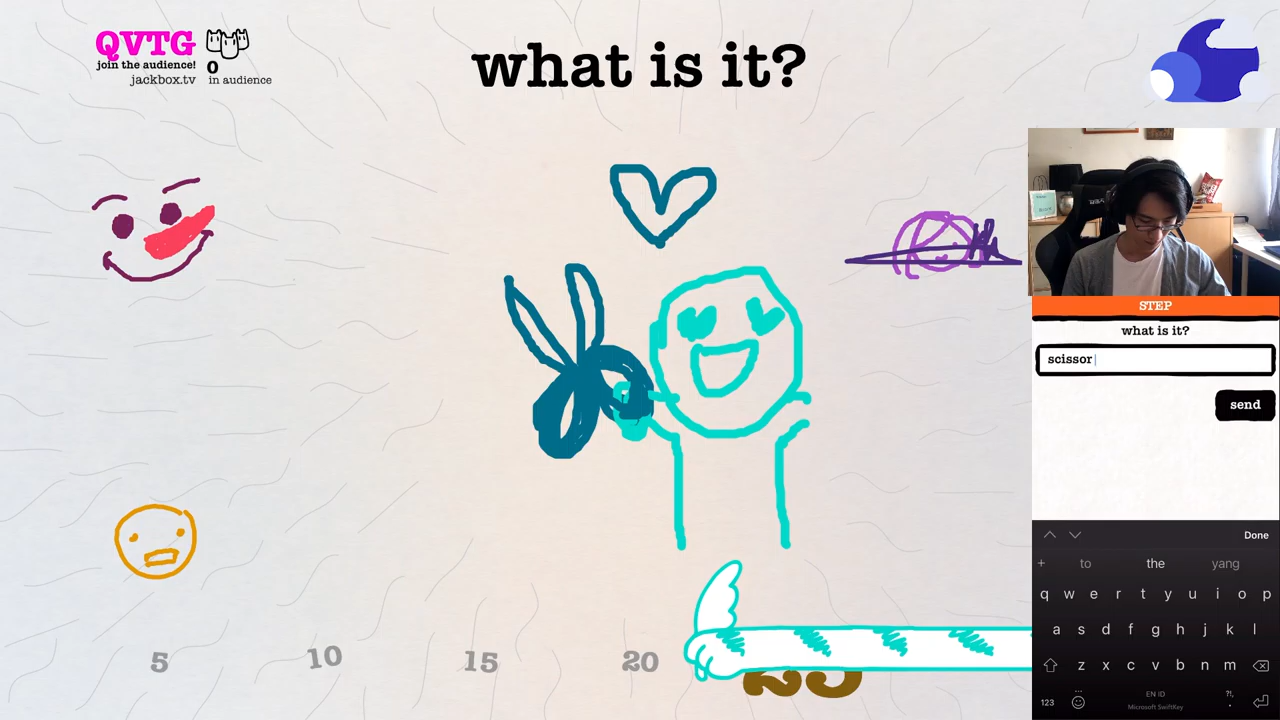 QVTG
join the audience!
jackbox.tv
0
in audience
what is it?
5
10
15
20
25
STEP
what is it?
scissor
send
Done
+ to the yang
q w e r t y u i o p
a s d f g h j k l
z x c v b n m
123
EN ID
Microsoft SwiftKey
?!,
.